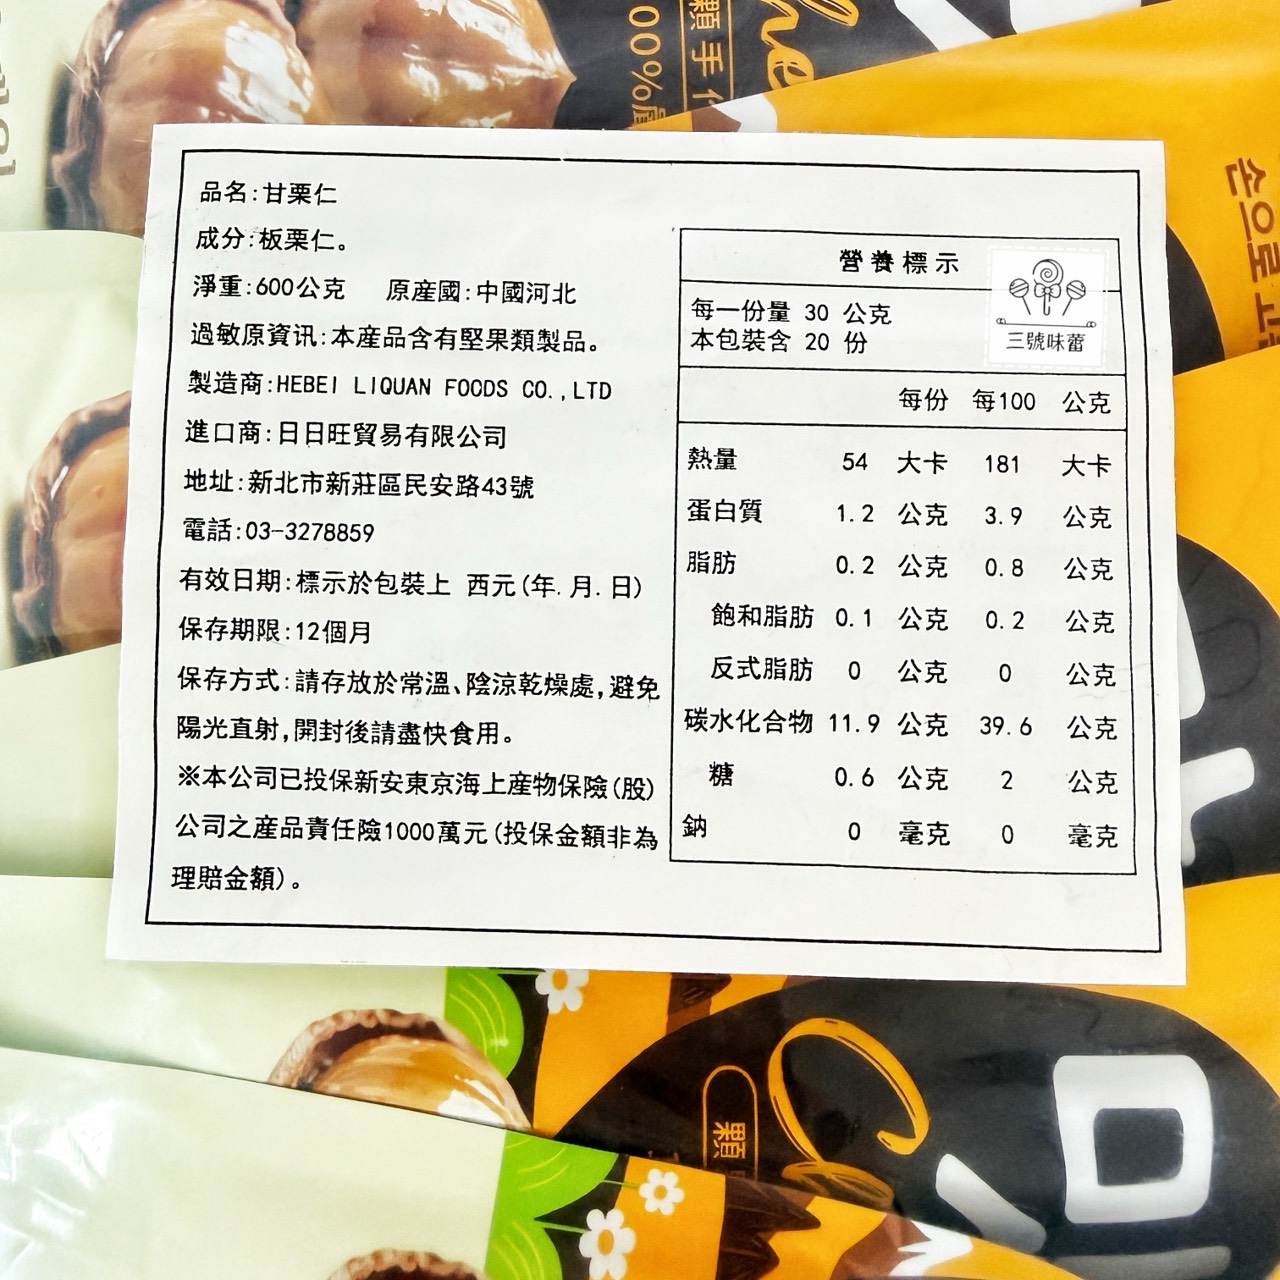 顆手
00%
he
손으로
品名:甘栗仁
成分:板栗仁。
淨重:600公克 原産國:中國河北
過敏原資讯:本産品含有堅果類製品。
製造商:HEBEI LIQUAN FOODS CO.,LTD
進口商:日日旺貿易有限公司
地址:新北市新莊區民安路43號
電話:03-3278859
有效日期:標示於包裝上 西元(年.月.日)
保存期限:12個月
保存方式:請存放於常溫、陰涼乾燥處,避免
陽光直射,開封後請盡快食用。
※本公司已投保新安東京海上産物保險(股)
公司之産品責任險1000萬元(投保金額非為
理賠金額)。
營養標示
三號味蕾
每一份量 30 公克
本包裝含 20 份
每份 每100 公克
熱量 54 大卡 181 大卡
蛋白質 1.2 公克 3.9 公克
脂肪 0.2 公克 0.8 公克
飽和脂肪 0.1 公克 0.2 公克
反式脂肪 0 公克 0 公克
碳水化合物 11.9 公克 39.6 公克
糖 0.6 公克 2 公克
鈉 0 毫克 0 毫克
顆